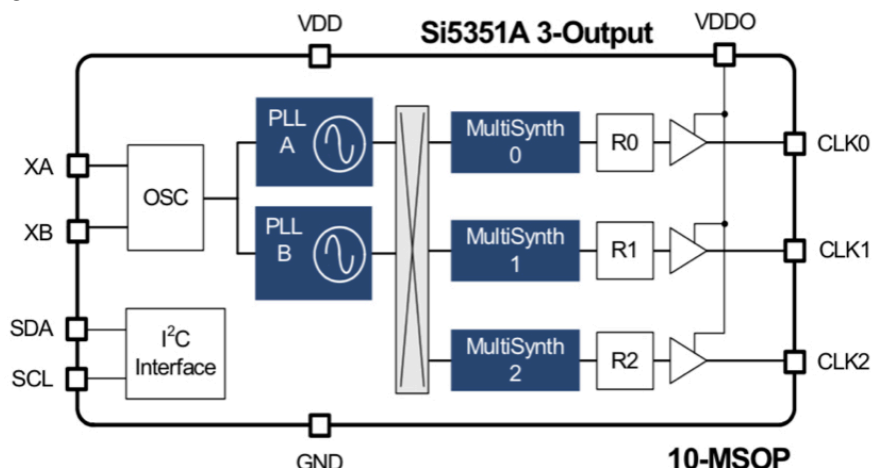 VDD
Si5351A 3-Output
VDDO
XA
XB
OSC
PLL
A
PLL
B
MultiSynth
0
R0
CLK0
MultiSynth
1
R1
CLK1
MultiSynth
2
R2
CLK2
SDA
SCL
I²C
Interface
GND
10-MSOP